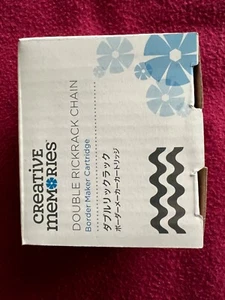 CREATIVE
MEMORIES
DOUBLE RICKRACK CHAIN
Border Maker Cartridge
ダブルリックラック
ボーダーメーカーカートリッジ